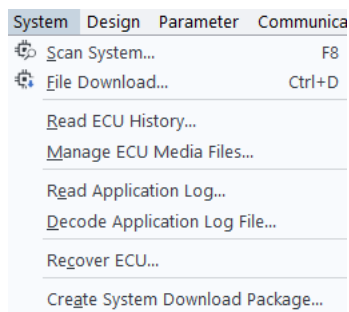 System Design Parameter Communica
Scan System... F8
File Download... Ctrl+D
Read ECU History...
Manage ECU Media Files...
Read Application Log...
Decode Application Log File...
Recover ECU...
Create System Download Package...